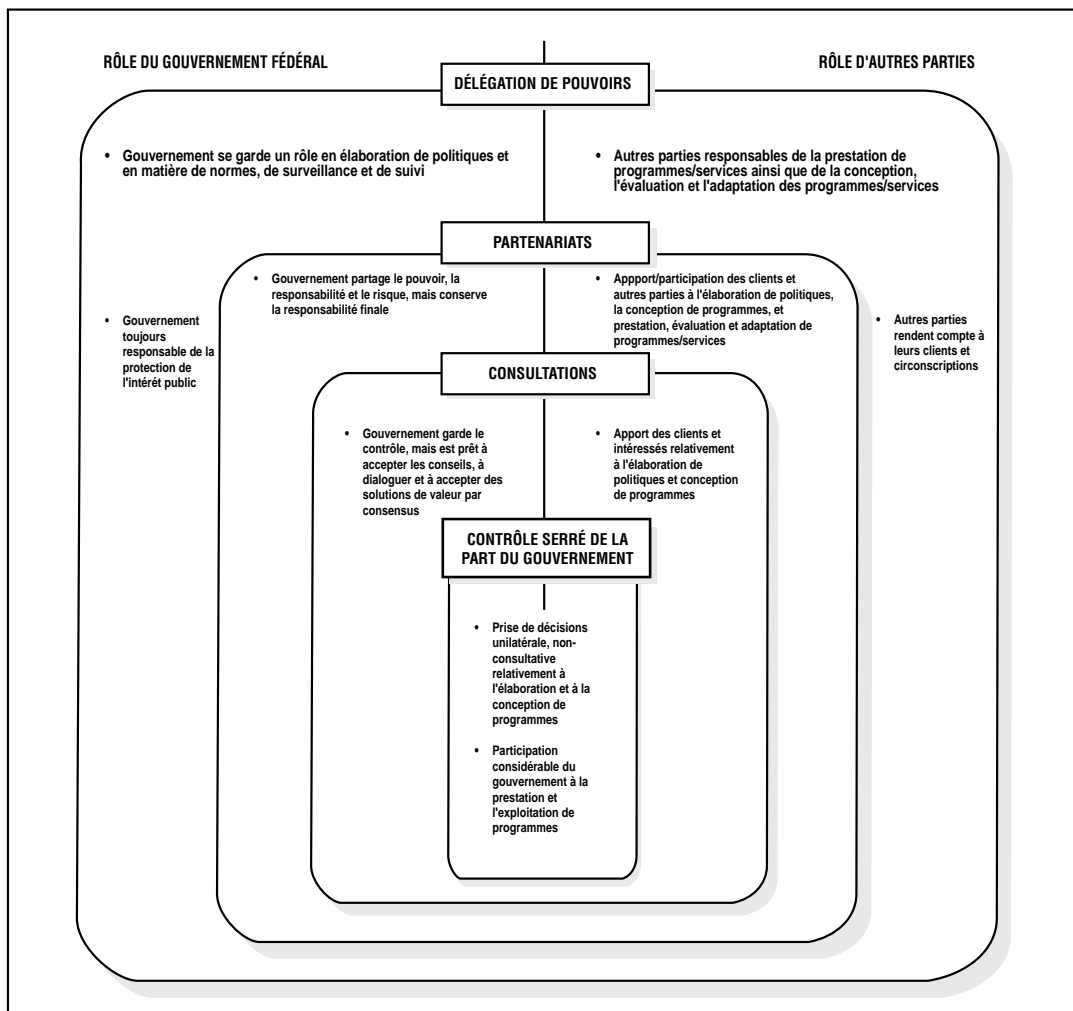 RÔLE DU GOUVERNEMENT FÉDÉRAL
RÔLE D'AUTRES PARTIES
DÉLÉGATION DE POUVOIRS
• Gouvernement se garde un rôle en élaboration de politiques et
en matière de normes, de surveillance et de suivi
• Autres parties responsables de la prestation de
programmes/services ainsi que de la conception,
l'évaluation et l'adaptation des programmes/services
• Gouvernement
toujours
responsable de la
protection de
l'intérét public
• Autres parties
rendent compte à
leurs clients et
circonscriptions
PARTENARIATS
• Gouvernement partage le pouvoir, la
responsabilité et le risque, mais conserve
la responsabilité finale
• Appport/participation des clients et
autres parties à l'élaboration de politiques,
la conception de programmes, et
prestation, évaluation et adaptation de
programmes/services
CONSULTATIONS
• Gouvernement garde le
contrôle, mais est prêt à
accepter les conseils, à
dialoguer et à accepter des
solutions de valeur par
consensus
• Apport des clients et
intéressés relativement
à l'élaboration de
politiques et conception
de programmes
CONTRÔLE SERRÉ DE LA
PART DU GOUVERNEMENT
• Prise de décisions
unilatérale, non-
consultative
relativement à
l'élaboration et à la
conception de
programmes
• Participation
considérable du
gouvernement à la
prestation et
l'exploitation de
programmes